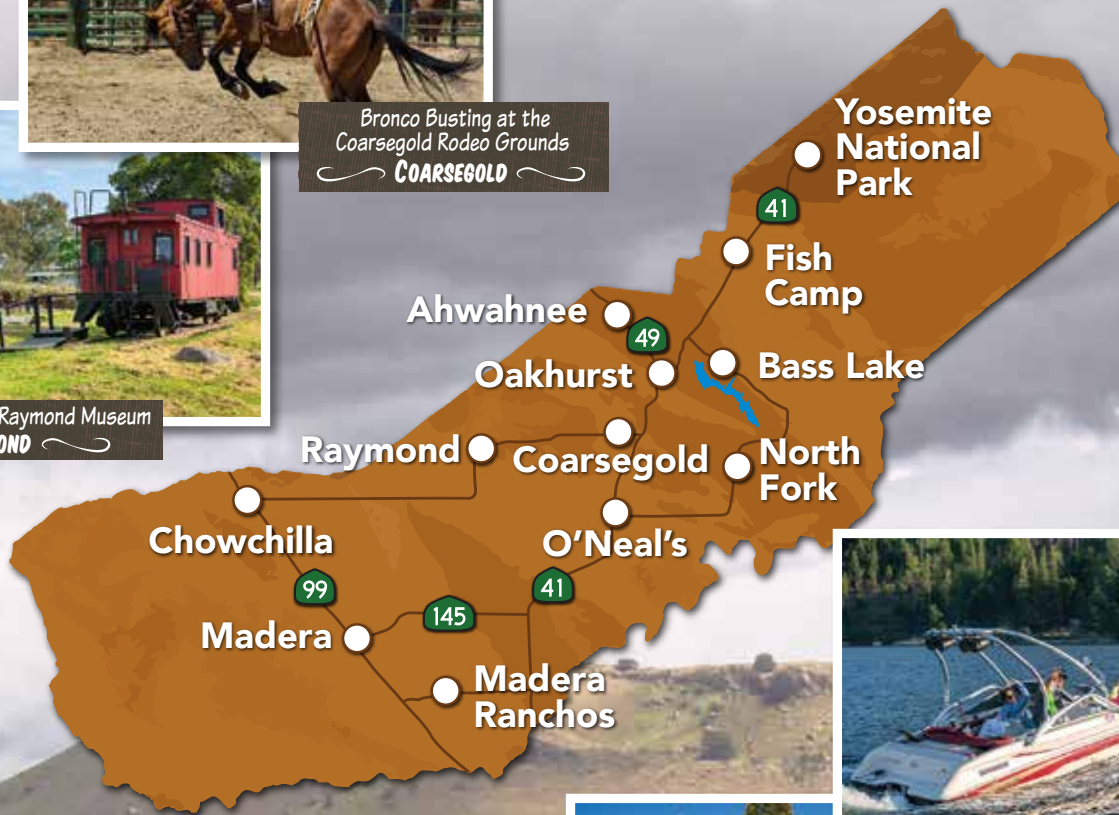 Bronco Busting at the
Coarsegold Rodeo Grounds
COARSEGOLD
Raymond Museum
Yosemite
National
Park
41
Fish
Camp
Ahwahnee
49
Oakhurst
Bass Lake
Raymond
Coarsegold
North
Fork
Chowchilla
O'Neal's
99
41
145
Madera
Madera
Ranchos